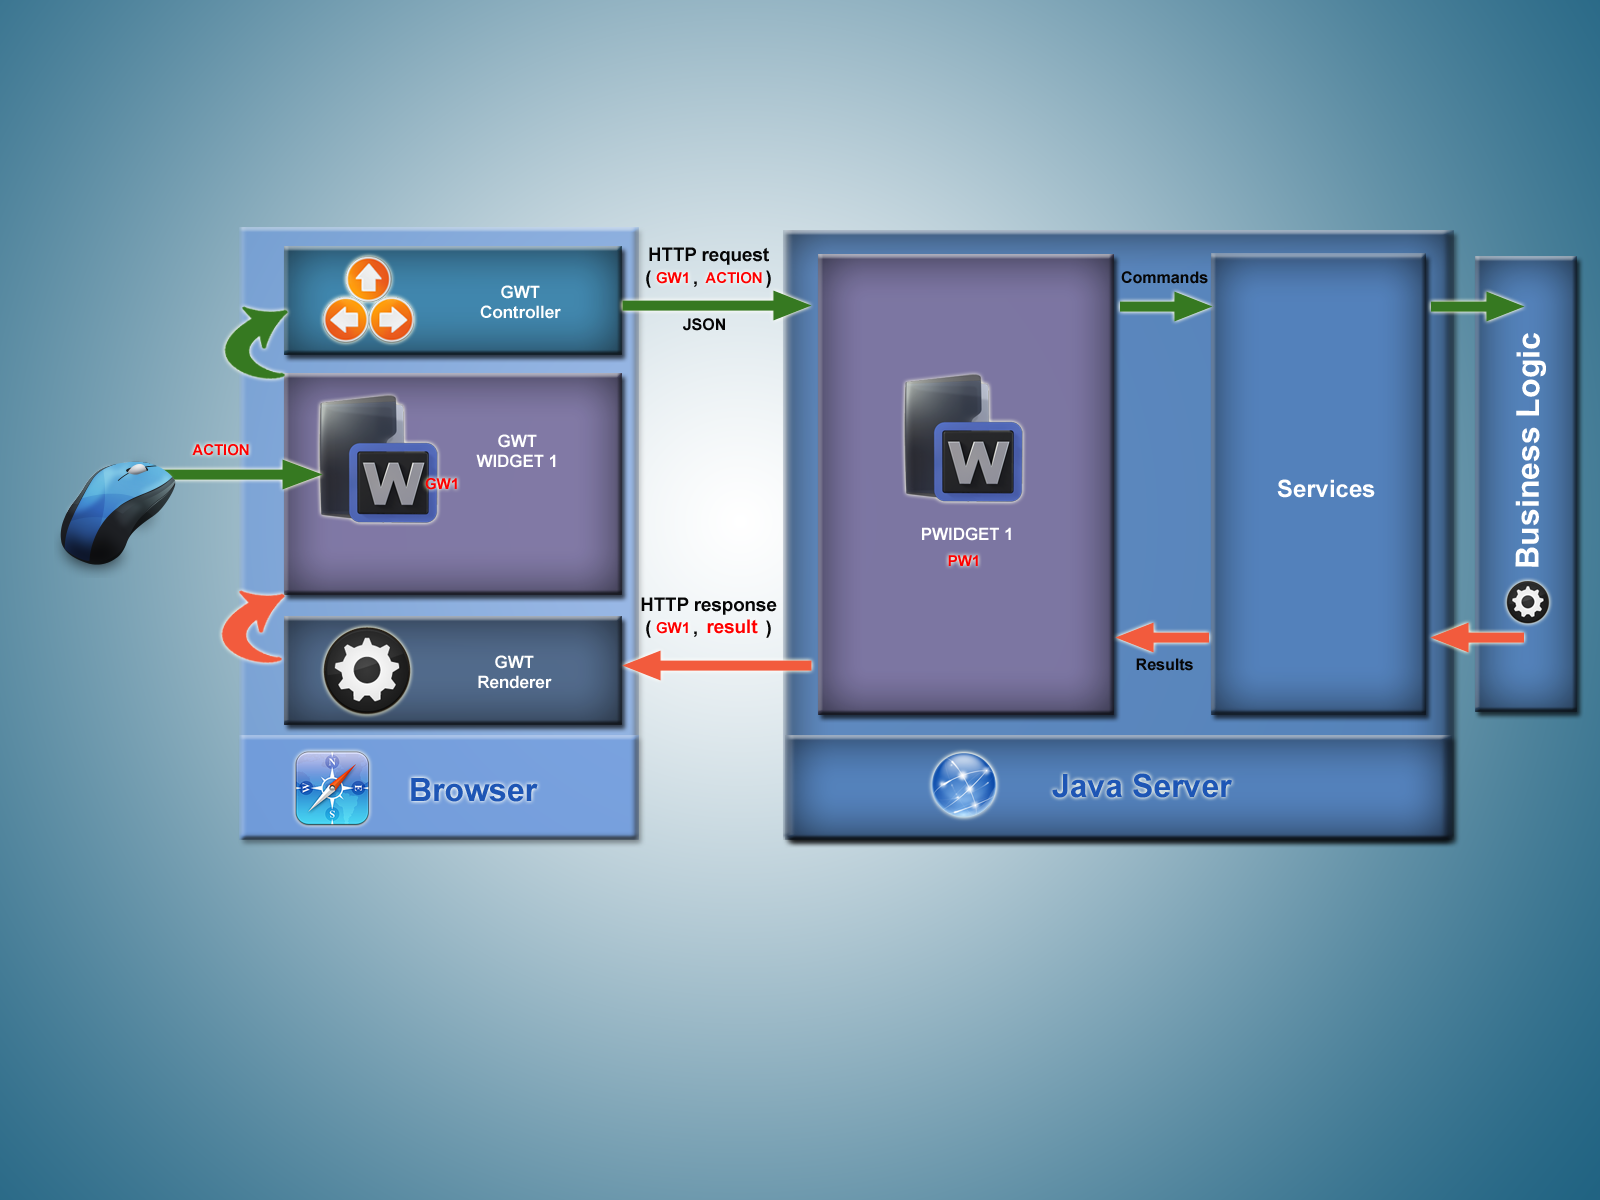 HTTP request
( GW1 , ACTION )
JSON
GWT
Controller
ACTION
GWT
WIDGET 1
W
GW1
HTTP response
( GW1 , result )
GWT
Renderer
N
W
E
S
Browser
W
PWIDGET 1
PW1
Commands
Services
Results
Business Logic
Java Server